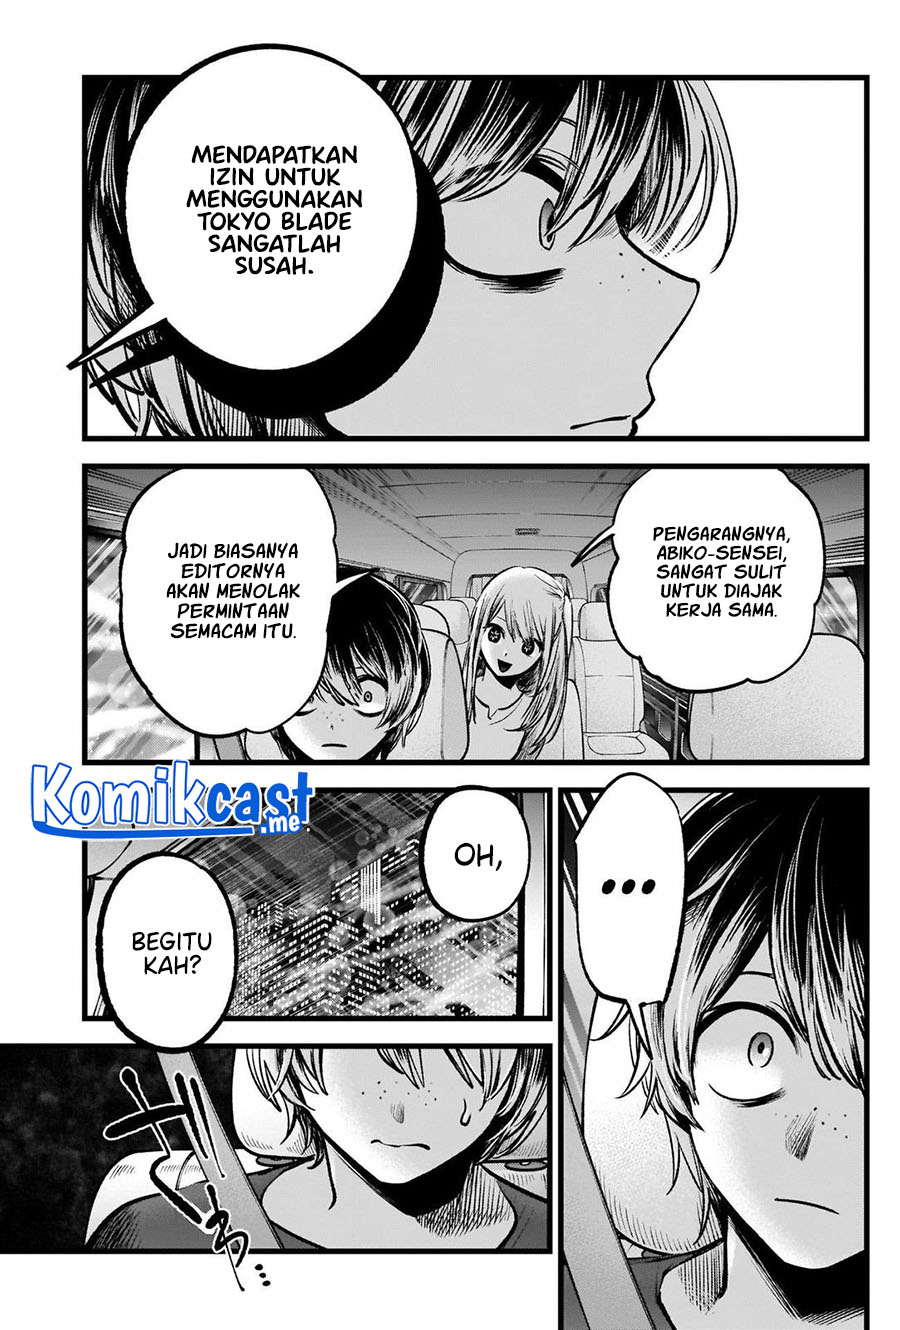 MENDAPATKAN
IZIN UNTUK
MENGGUNAKAN
TOKYO BLADE
SANGATLAH
SUSAH.
PENGARANGNYA,
ABIKO-SENSEI,
SANGAT SULIT
UNTUK DIAJAK
KERJA SAMA.
JADI BIASANYA
EDITORNYA
AKAN MENOLAK
PERMINTAAN
SEMACAM ITU.
...
OH,
BEGITU
KAH?
Komikcast
.me